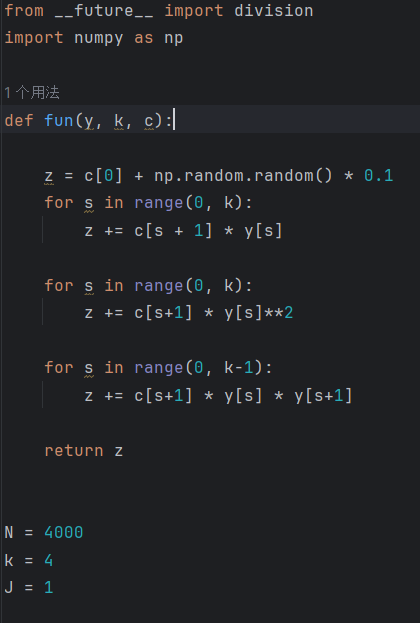 from __future__ import division
import numpy as np
1 个用法
def fun(y, k, c):
    z = c[0] + np.random.random() * 0.1
    for s in range(0, k):
        z += c[s + 1] * y[s]
    for s in range(0, k):
        z += c[s+1] * y[s]**2
    for s in range(0, k-1):
        z += c[s+1] * y[s] * y[s+1]
    return z
N = 4000
k = 4
J = 1